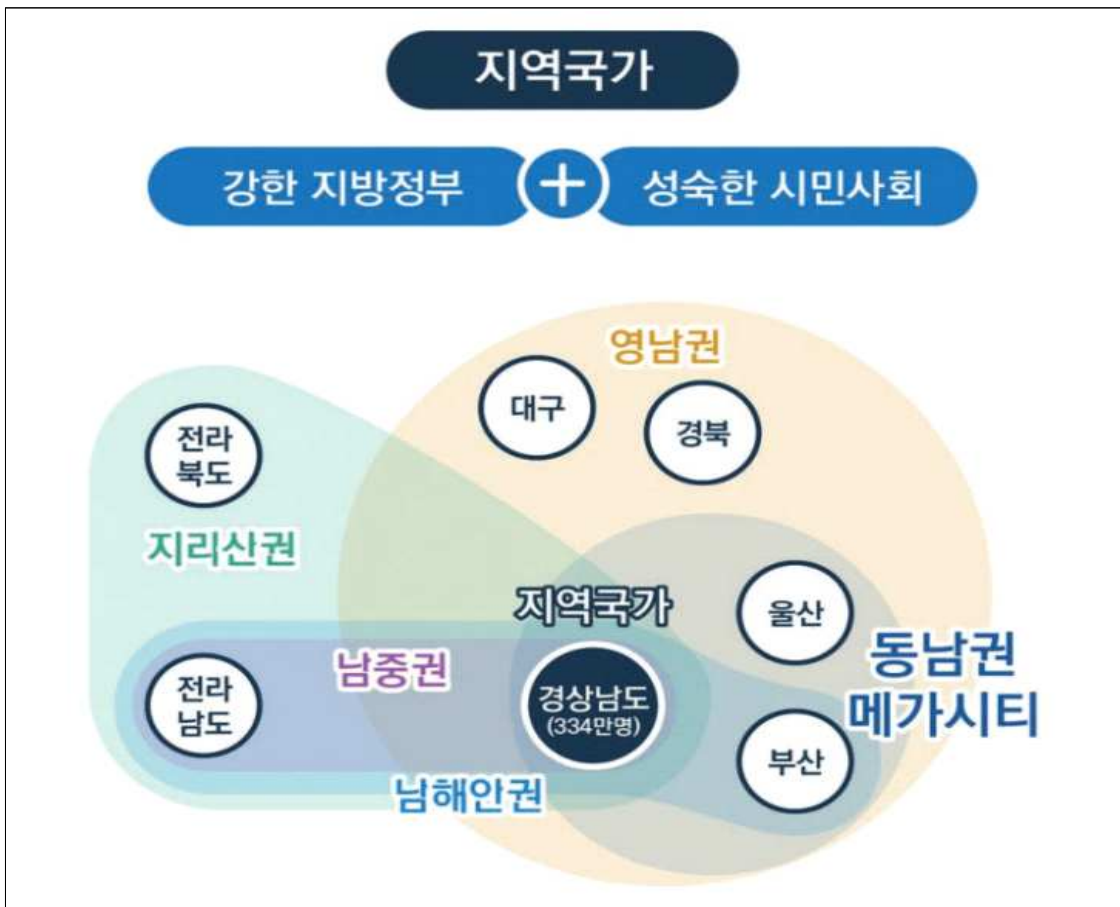 지역국가
강한 지방정부 + 성숙한 시민사회
영남권
대구
경북
전라
북도
지리산권
지역국가
울산
동남권
메가시티
남중권
전라
남도
경상남도
(334만명)
부산
남해안권